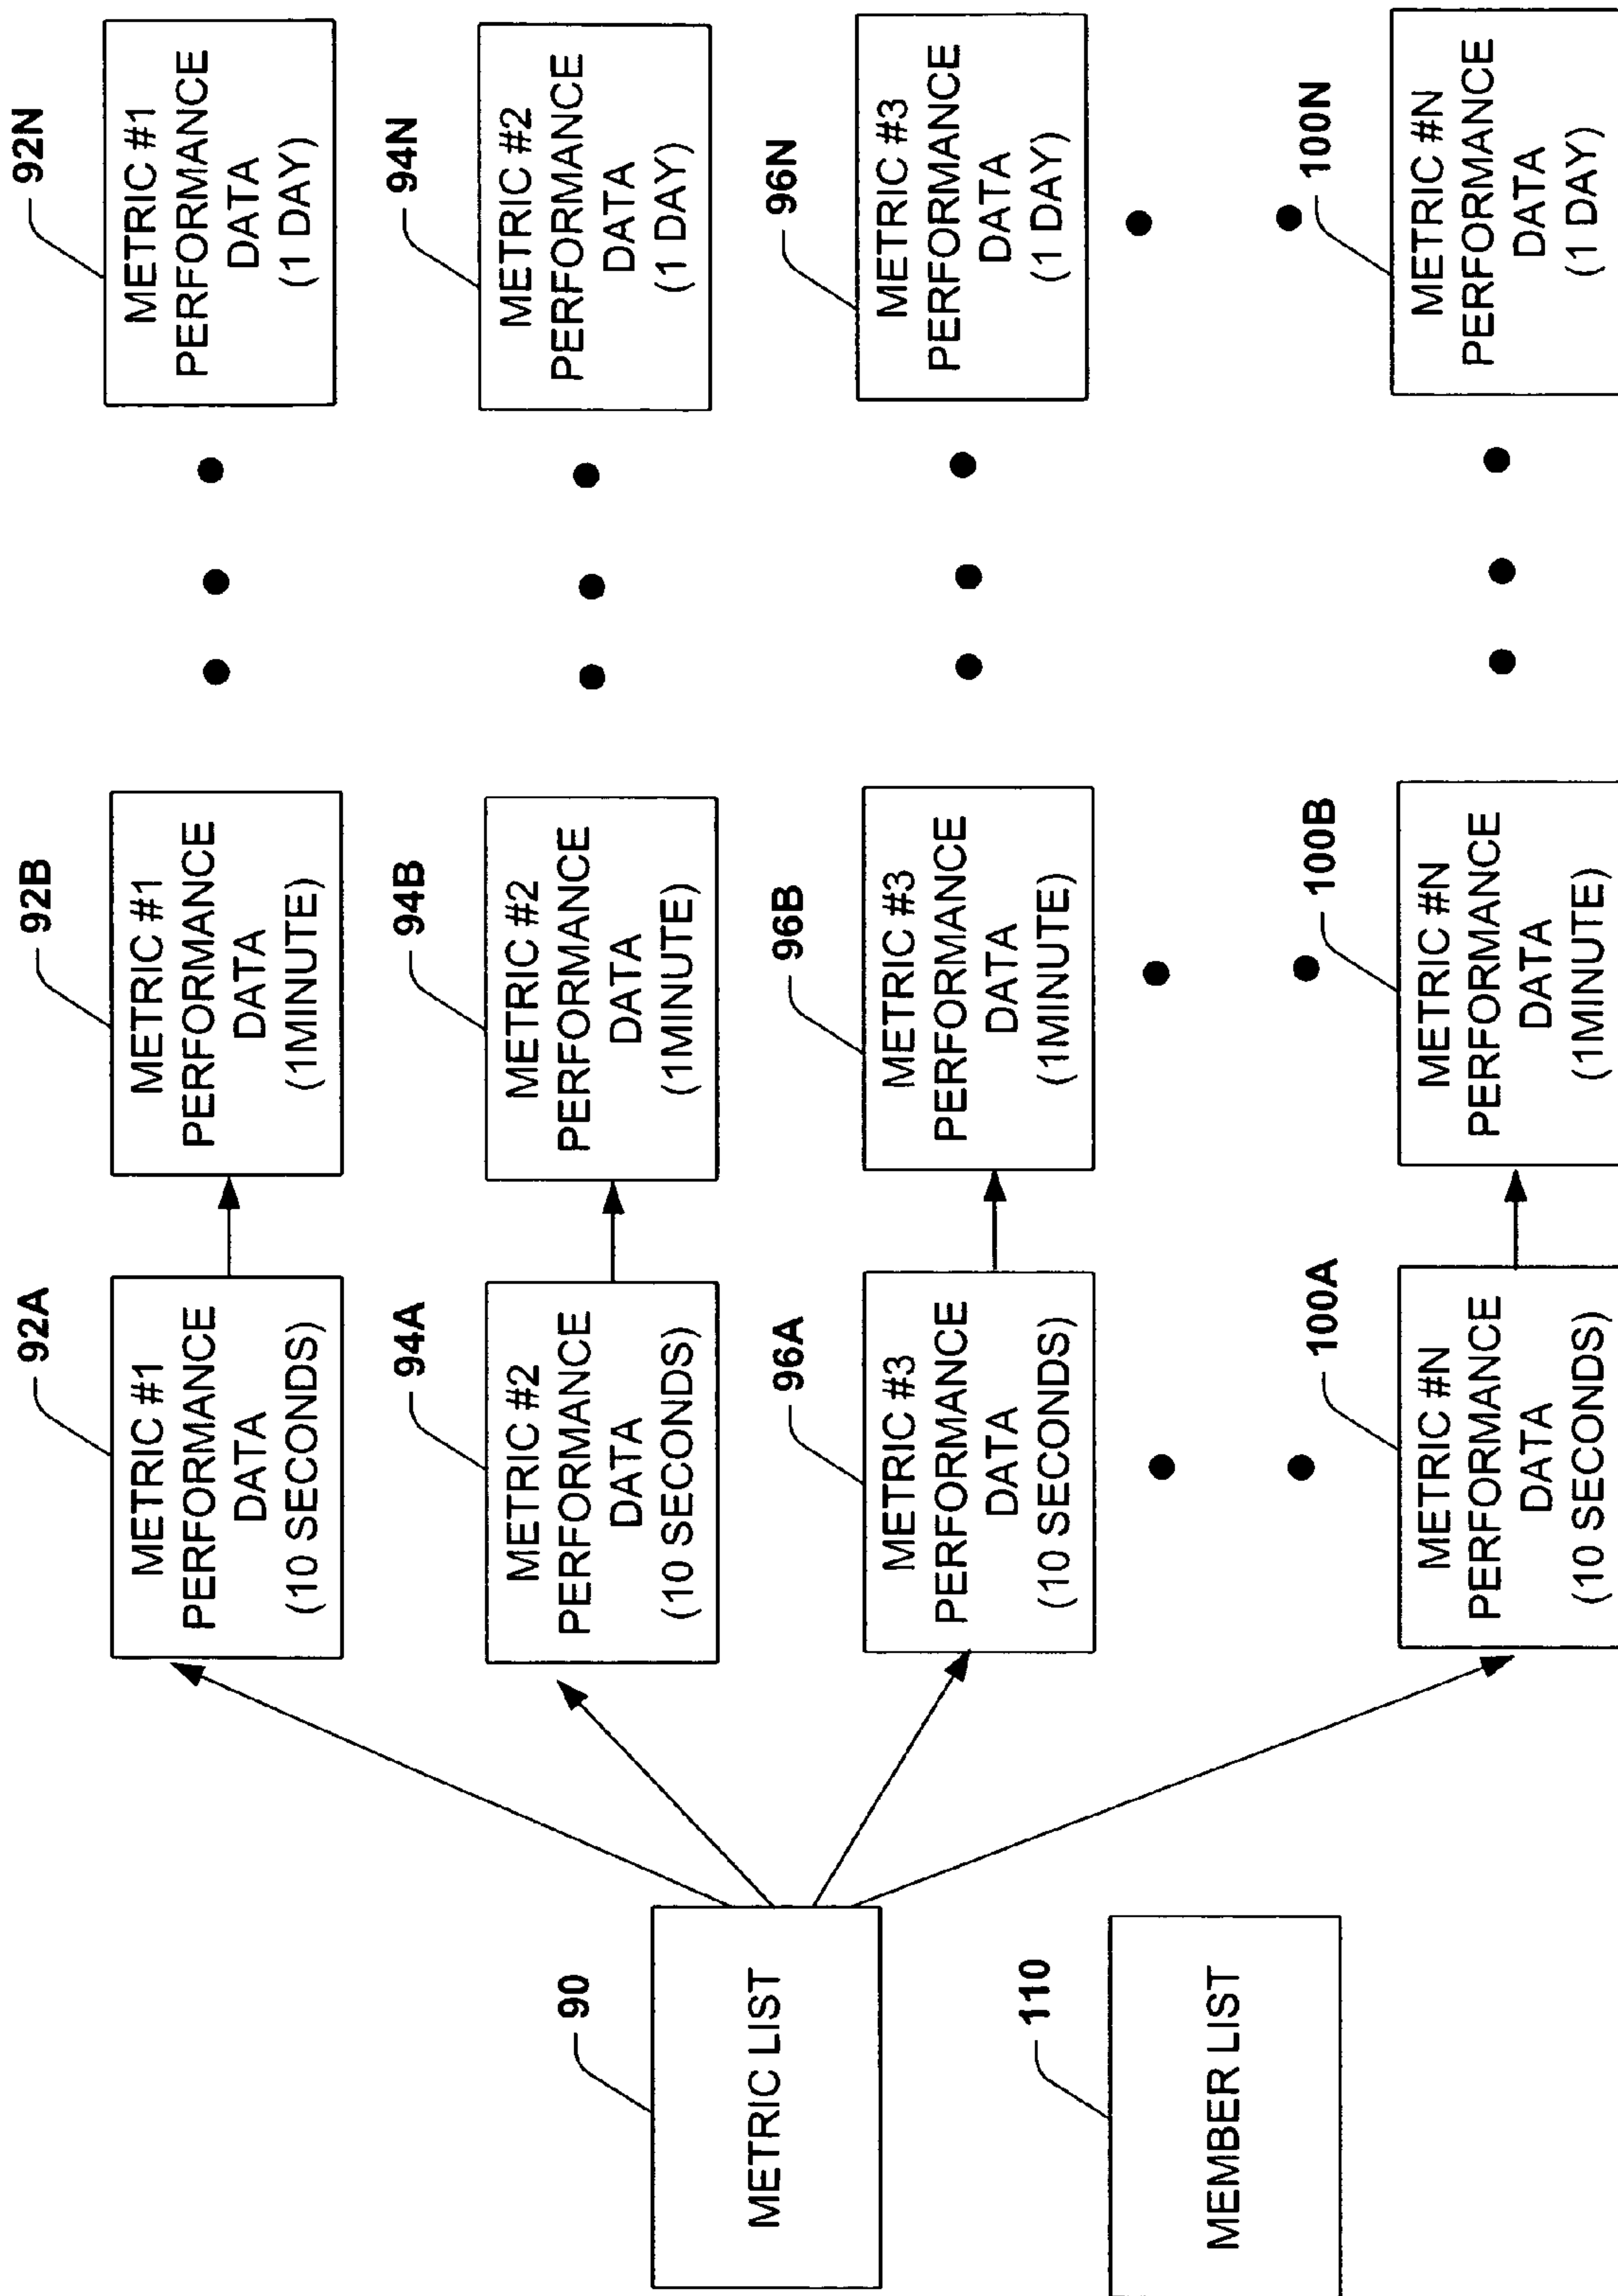 92A
METRIC #1
PERFORMANCE
DATA
(10 SECONDS)
92B
METRIC #1
PERFORMANCE
DATA
(1MINUTE)
92N
METRIC #1
PERFORMANCE
DATA
(1 DAY)
94A
METRIC #2
PERFORMANCE
DATA
(10 SECONDS)
94B
METRIC #2
PERFORMANCE
DATA
(1MINUTE)
94N
METRIC #2
PERFORMANCE
DATA
(1 DAY)
90
METRIC LIST
96A
METRIC #3
PERFORMANCE
DATA
(10 SECONDS)
96B
METRIC #3
PERFORMANCE
DATA
(1MINUTE)
96N
METRIC #3
PERFORMANCE
DATA
(1 DAY)
110
MEMBER LIST
100A
METRIC #N
PERFORMANCE
DATA
(10 SECONDS)
100B
METRIC #N
PERFORMANCE
DATA
(1MINUTE)
100N
METRIC #N
PERFORMANCE
DATA
(1 DAY)